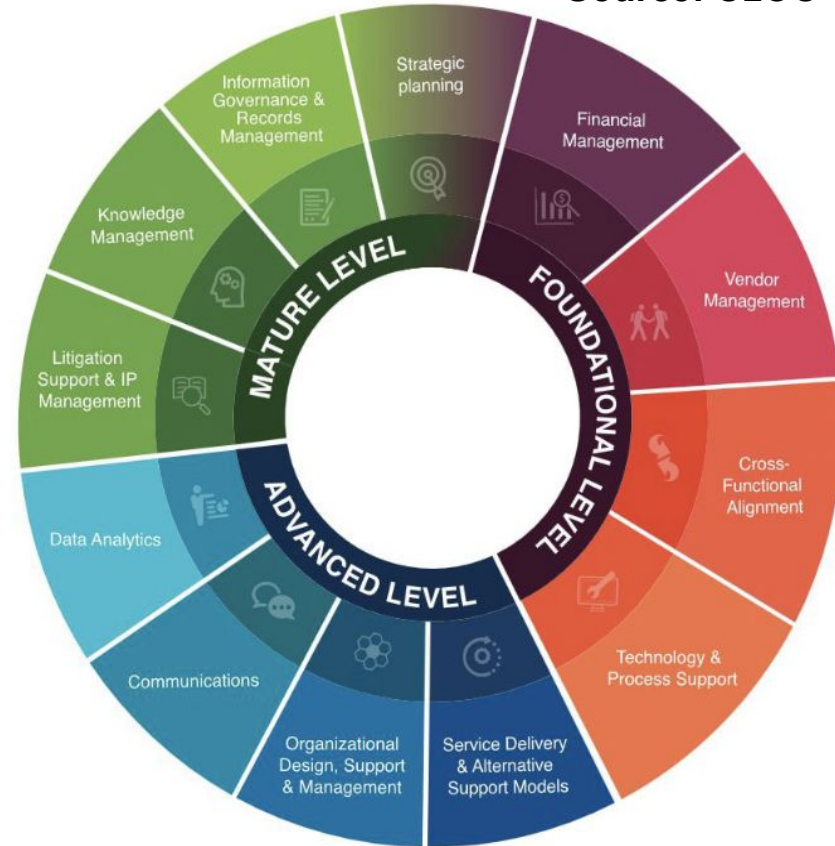 Strategic
planning
Financial
Management
Vendor
Management
Cross-
Functional
Alignment
Technology &
Process Support
Service Delivery
& Alternative
Support Models
Organizational
Design, Support
& Management
Communications
Data Analytics
Litigation
Support & IP
Management
Knowledge
Management
Information
Governance &
Records
Management
MATURE LEVEL
FOUNDATIONAL LEVEL
ADVANCED LEVEL